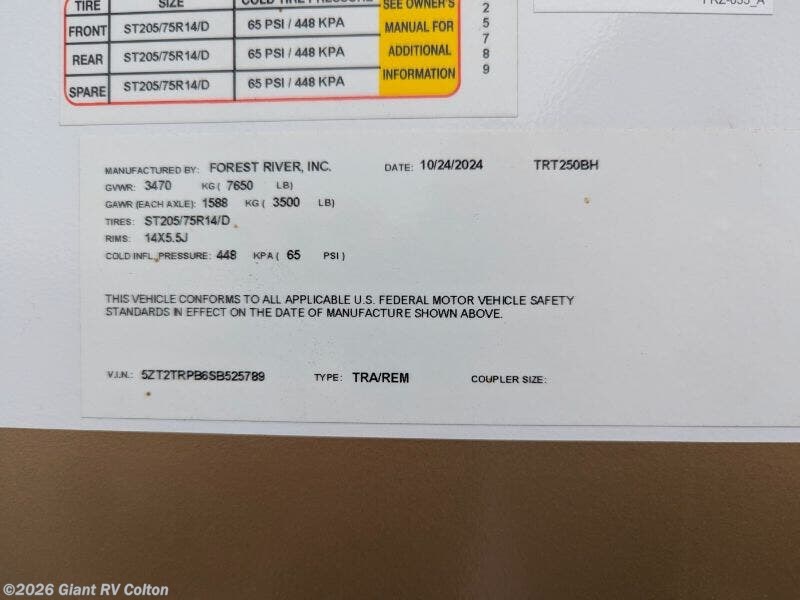 TIRE SIZE COLD TIRE PRESSURE SEE OWNER'S
FRONT ST205/75R14/D 65 PSI / 448 KPA MANUAL FOR
REAR ST205/75R14/D 65 PSI / 448 KPA ADDITIONAL
SPARE ST205/75R14/D 65 PSI / 448 KPA INFORMATION
2
5
7
8
9
MANUFACTURED BY: FOREST RIVER, INC. DATE: 10/24/2024 TRT250BH
GVWR: 3470 KG ( 7650 LB)
GAWR (EACH AXLE): 1588 KG ( 3500 LB)
TIRES: ST205/75R14/D
RIMS: 14X5.5J
COLD INFL. PRESSURE: 448 KPA ( 65 PSI )
THIS VEHICLE CONFORMS TO ALL APPLICABLE U.S. FEDERAL MOTOR VEHICLE SAFETY
STANDARDS IN EFFECT ON THE DATE OF MANUFACTURE SHOWN ABOVE.
V.I.N.: 5ZT2TRPB6SB525789 TYPE: TRA/REM COUPLER SIZE:
©2026 Giant RV Colton